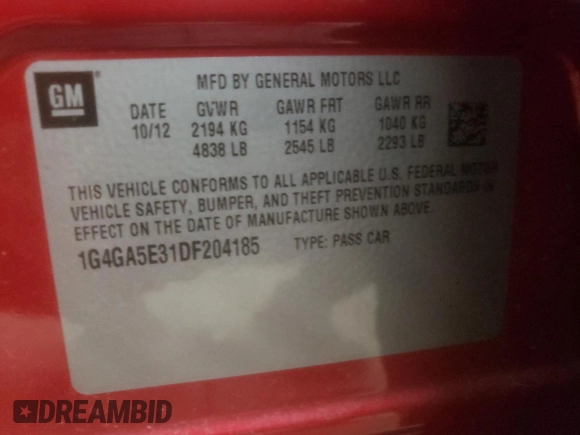 GM
MFD BY GENERAL MOTORS LLC
DATE GVWR GAWR FRT GAWR RR
10/12 2194 KG 1154 KG 1040 KG
4838 LB 2545 LB 2293 LB
THIS VEHICLE CONFORMS TO ALL APPLICABLE U.S. FEDERAL MOTOR
VEHICLE SAFETY, BUMPER, AND THEFT PREVENTION STANDARDS IN
EFFECT ON THE DATE OF MANUFACTURE SHOWN ABOVE.
1G4GA5E31DF204185 TYPE: PASS CAR
DREAMBID